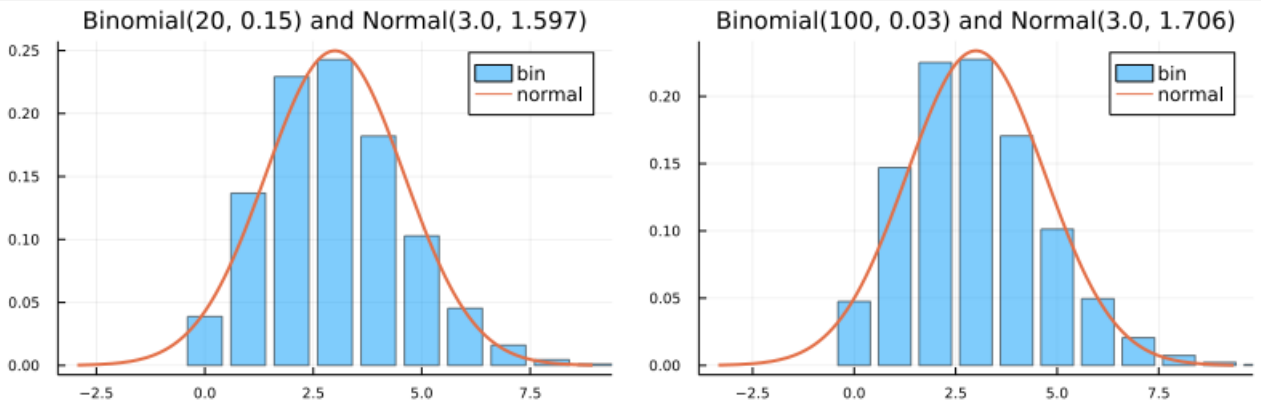 Binomial(20, 0.15) and Normal(3.0, 1.597)
0.25
0.20
0.15
0.10
0.05
0.00
−2.5 0.0 2.5 5.0 7.5
bin
normal
Binomial(100, 0.03) and Normal(3.0, 1.706)
0.20
0.15
0.10
0.05
0.00
−2.5 0.0 2.5 5.0 7.5
bin
normal